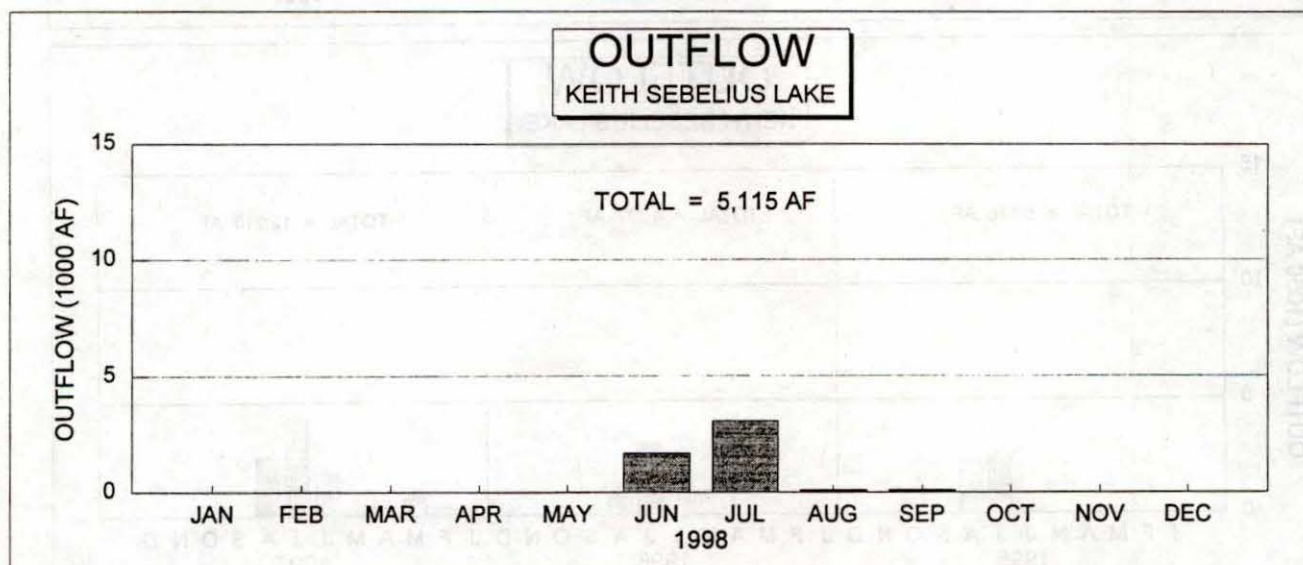 OUTFLOW
KEITH SEBELIUS LAKE
15
TOTAL = 5,115 AF
10
OUTFLOW (1000 AF)
5
0
JAN FEB MAR APR MAY JUN JUL AUG SEP OCT NOV DEC
1998